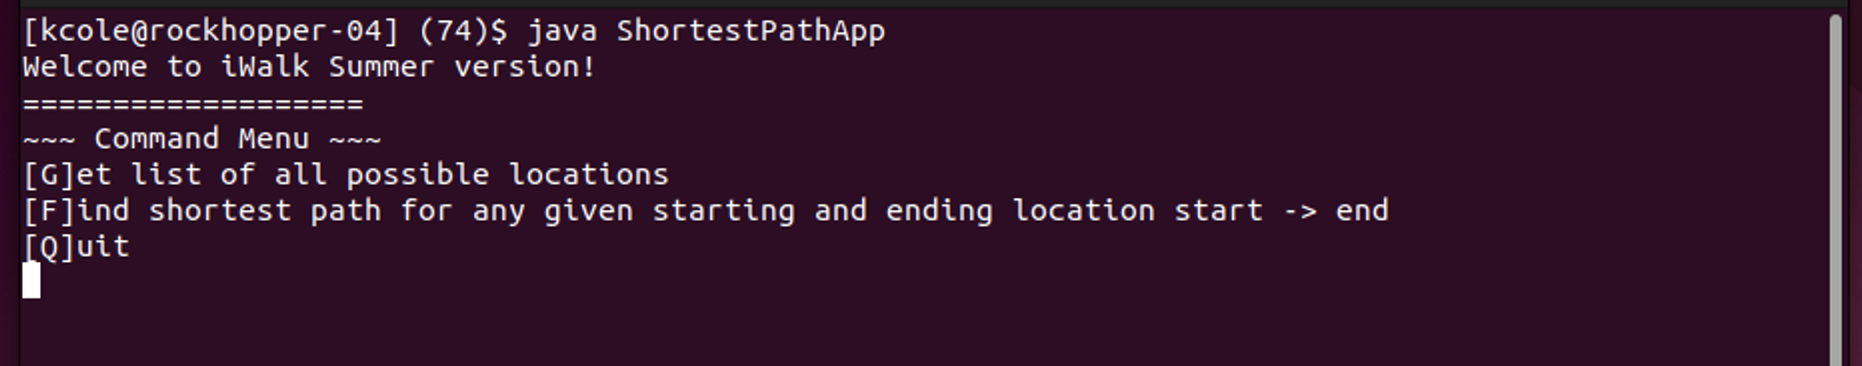 [kcole@rockhopper-04] (74)$ java ShortestPathApp
Welcome to iWalk Summer version!
===================
~~~ Command Menu ~~~
[G]et list of all possible locations
[F]ind shortest path for any given starting and ending location start -> end
[Q]uit